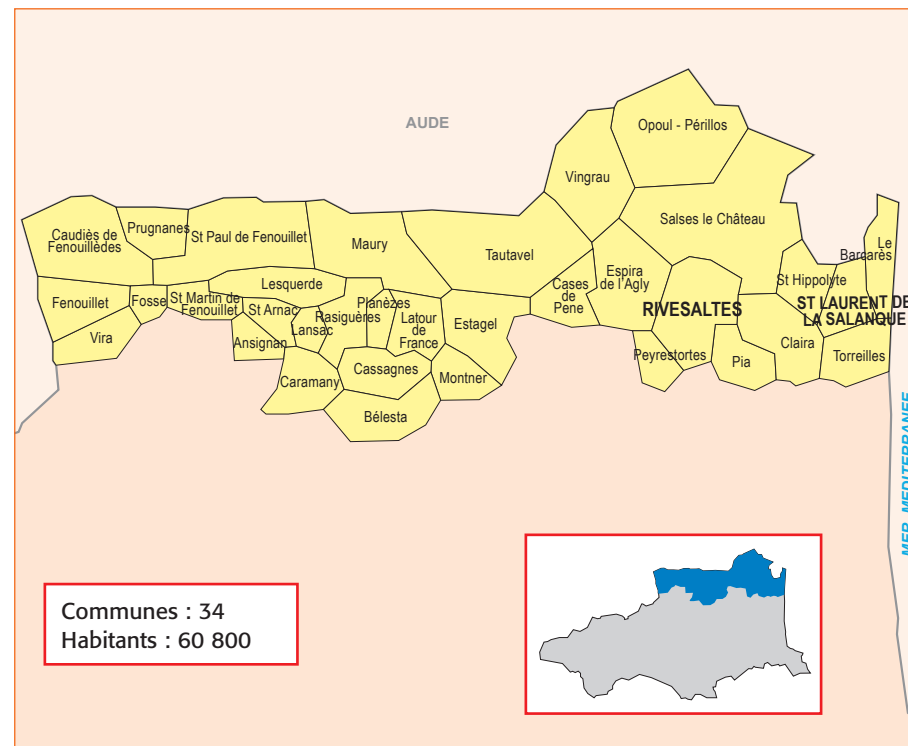 AUDE
Opoul - Périllos
Vingrau
Salses le Château
Prugnanes
Caudiès de
Fenouillèdes
St Paul de Fenouillet
Maury
Tautavel
Le
Barcarès
Espira
de l'Agly
Cases
de
Pene
St Hippolyte
Lesquerde
Fenouillet
Fosse
St Martin de
Fenouillet
St Arnac
Rasiguères
Planèzes
Latour
de
France
Estagel
RIVESALTES
ST LAURENT DE
LA SALANQUE
Vira
Ansignan
Lansac
Claira
Torreilles
Peyrestortes
Pia
Caramany
Cassagnes
Montner
Bélesta
MER MEDITERRANEE
Communes : 34
Habitants : 60 800